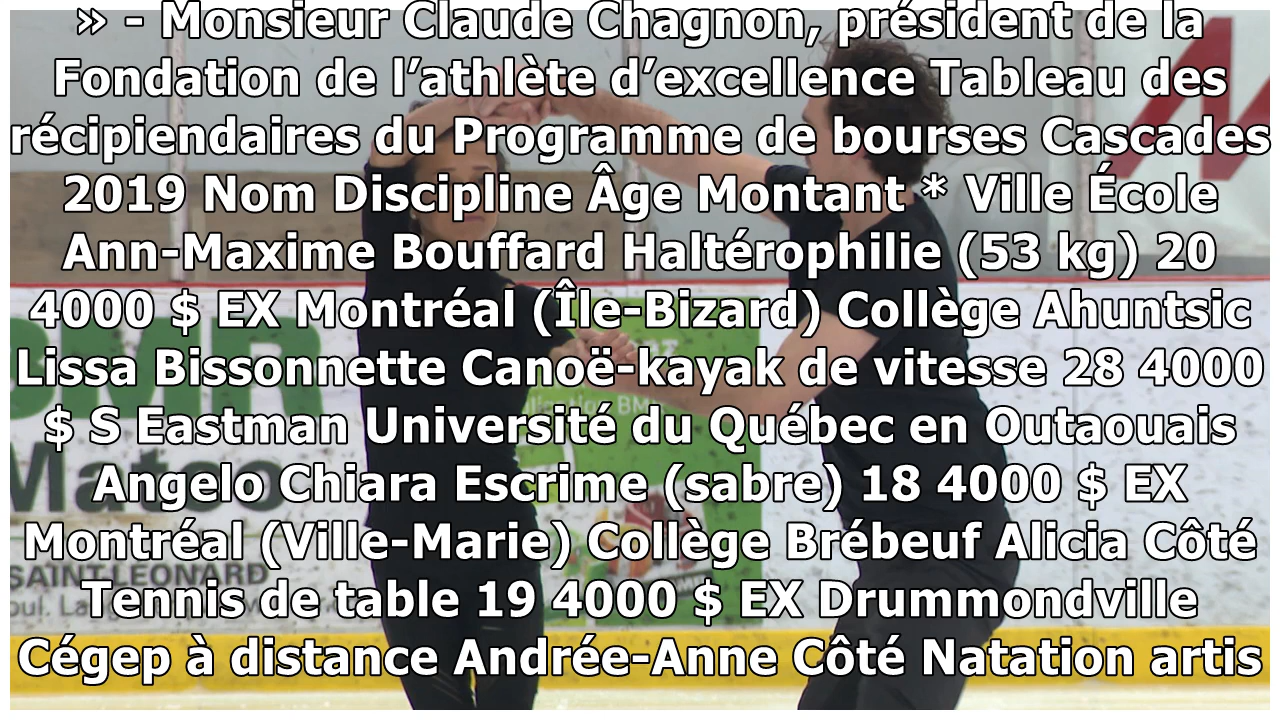 » - Monsieur Claude Chagnon, président de la
Fondation de l’athlète d’excellence Tableau des
récipiendaires du Programme de bourses Cascades
2019 Nom Discipline Âge Montant * Ville École
Ann-Maxime Bouffard Haltérophilie (53 kg) 20
4000 $ EX Montréal (Île-Bizard) Collège Ahuntsic
Lissa Bissonnette Canoë-kayak de vitesse 28 4000
$ S Eastman Université du Québec en Outaouais
Angelo Chiara Escrime (sabre) 18 4000 $ EX
Montréal (Ville-Marie) Collège Brébeuf Alicia Côté
Tennis de table 19 4000 $ EX Drummondville
Cégep à distance Andrée-Anne Côté Natation artis
BMR
Matco
SAINT-LÉONARD